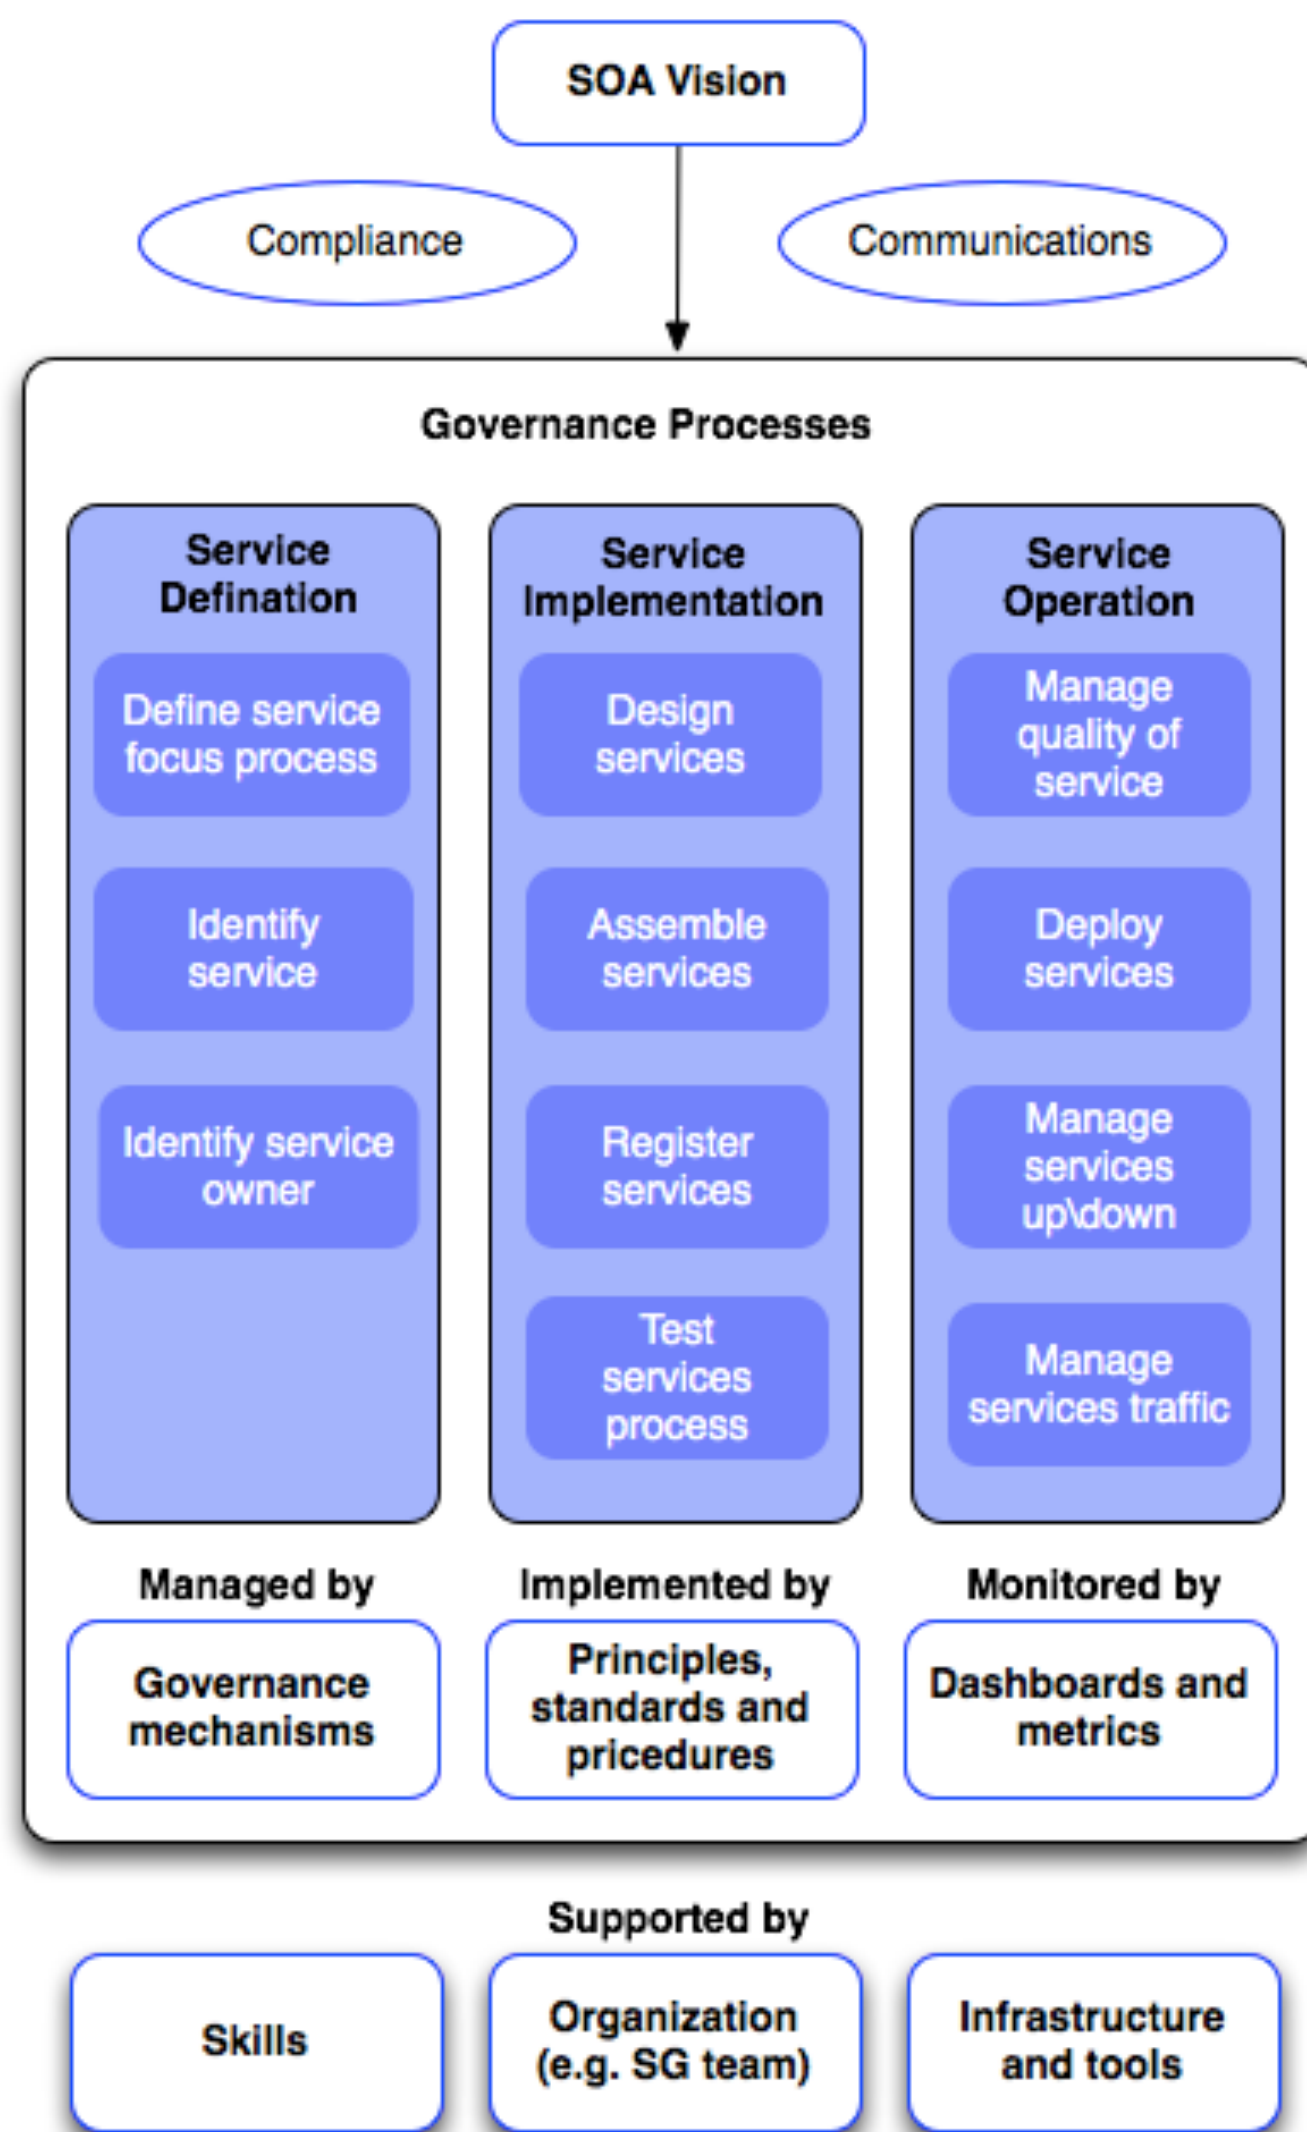 SOA Vision
Compliance
Communications
Governance Processes
Service
Defination
Define service
focus process
Identify
service
Identify service
owner
Service
Implementation
Design
services
Assemble
services
Register
services
Test
services
process
Service
Operation
Manage
quality of
service
Deploy
services
Manage
services
up\down
Manage
services traffic
Managed by
Governance
mechanisms
Implemented by
Principles,
standards and
pricedures
Monitored by
Dashboards and
metrics
Supported by
Skills
Organization
(e.g. SG team)
Infrastructure
and tools